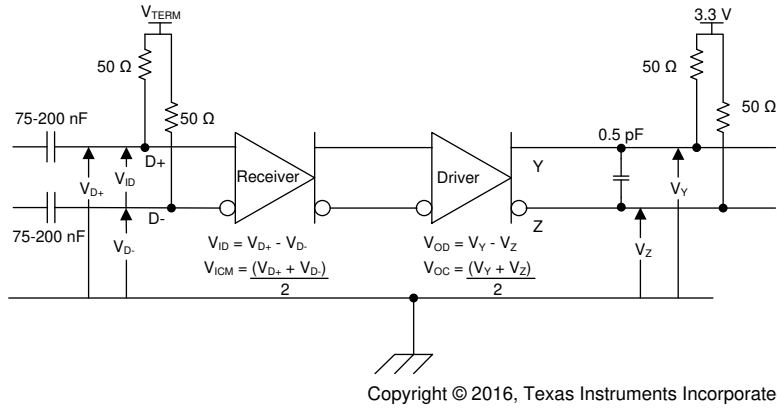 V_TERM
3.3 V
50 Ω
50 Ω
50 Ω
50 Ω
75-200 nF
0.5 pF
D+
Y
V_D+
V_ID
Receiver
Driver
V_Y
D-
Z
75-200 nF
V_D-
V_Z
V_ID = V_D+ - V_D-
V_OD = V_Y - V_Z
V_ICM = (V_D+ + V_D-)
2
V_OC = (V_Y + V_Z)
2
Copyright © 2016, Texas Instruments Incorporate